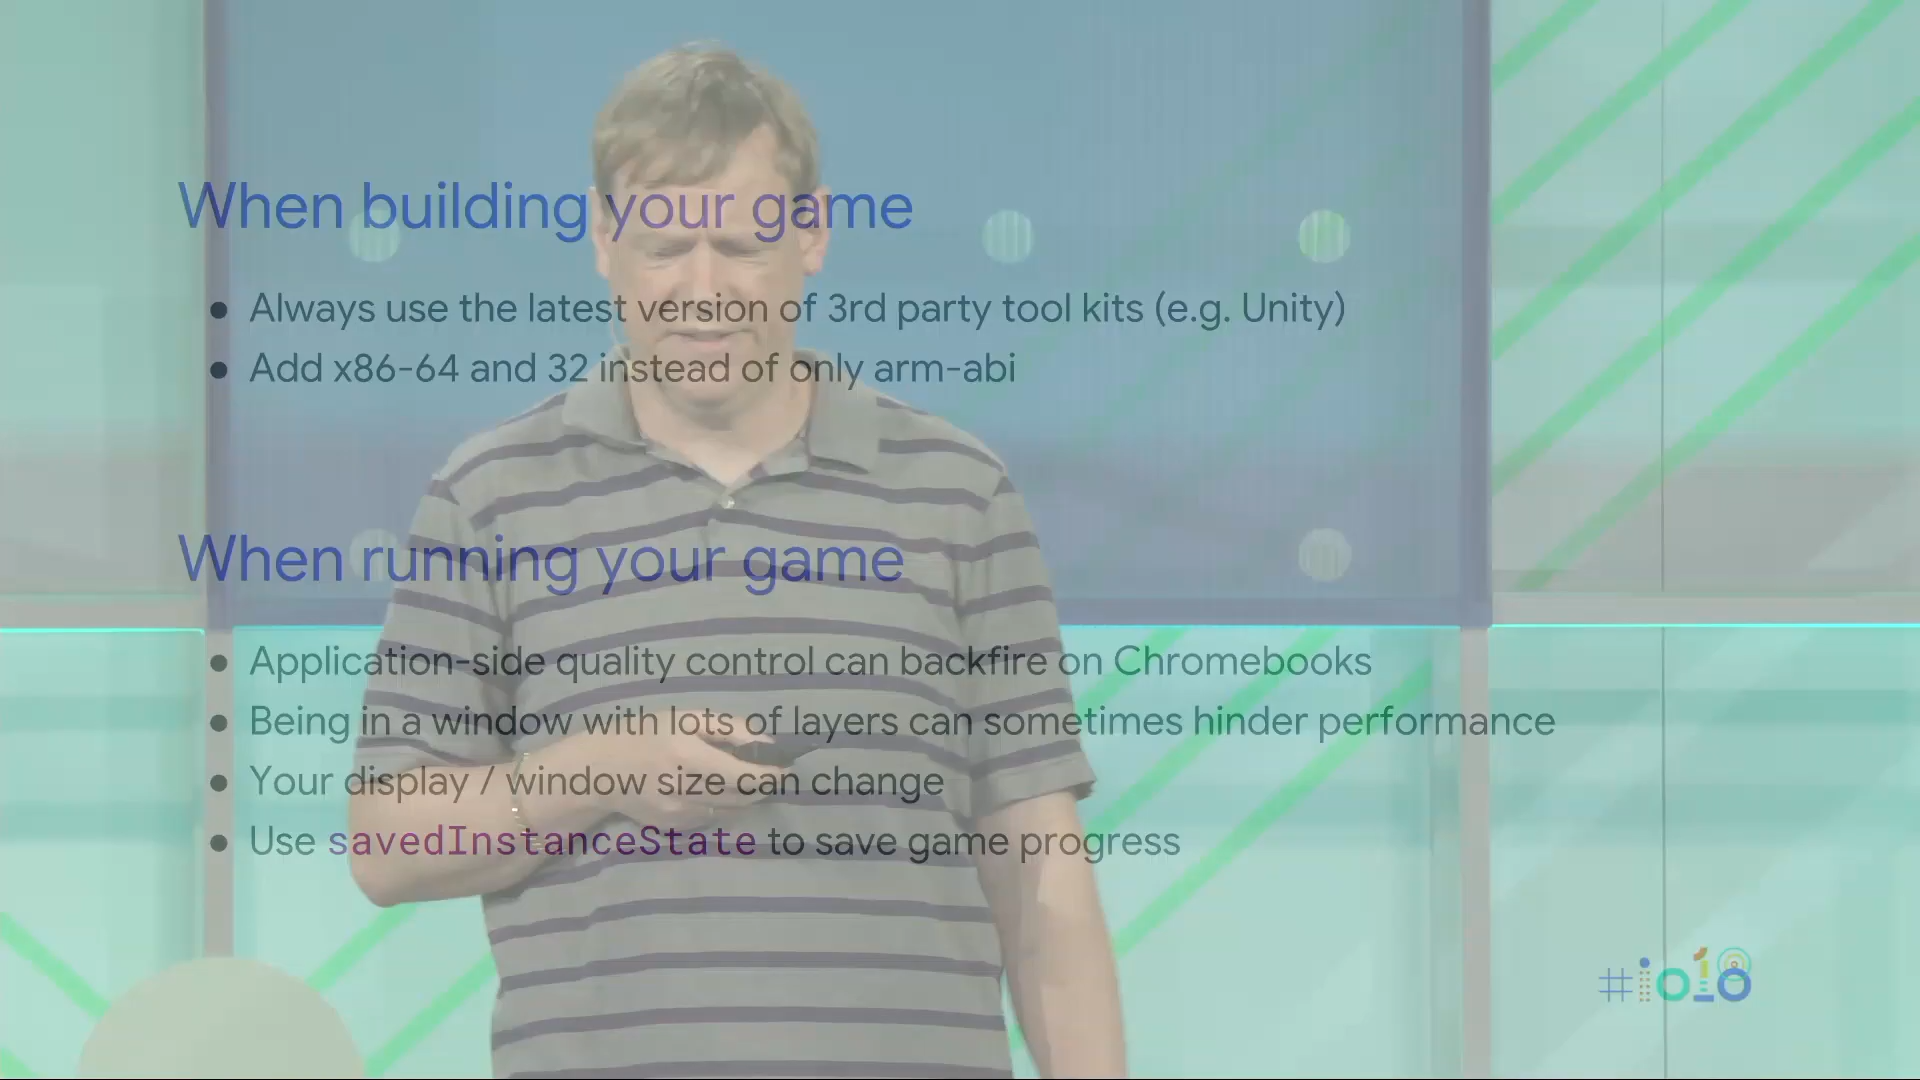 When building your game
● Always use the latest version of 3rd party tool kits (e.g. Unity)
● Add x86-64 and 32 instead of only arm-abi
When running your game
● Application-side quality control can backfire on Chromebooks
● Being in a window with lots of layers can sometimes hinder performance
● Your display / window size can change
● Use savedInstanceState to save game progress
#io18